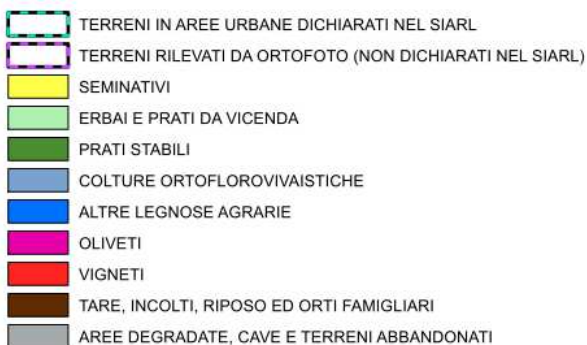 TERRENI IN AREE URBANE DICHIARATI NEL SIARL
TERRENI RILEVATI DA ORTOFOTO (NON DICHIARATI NEL SIARL)
SEMINATIVI
ERBAI E PRATI DA VICENDA
PRATI STABILI
COLTURE ORTOFLOROVIVAISTICHE
ALTRE LEGNOSE AGRARIE
OLIVETI
VIGNETI
TARE, INCOLTI, RIPOSO ED ORTI FAMIGLIARI
AREE DEGRADATE, CAVE E TERRENI ABBANDONATI